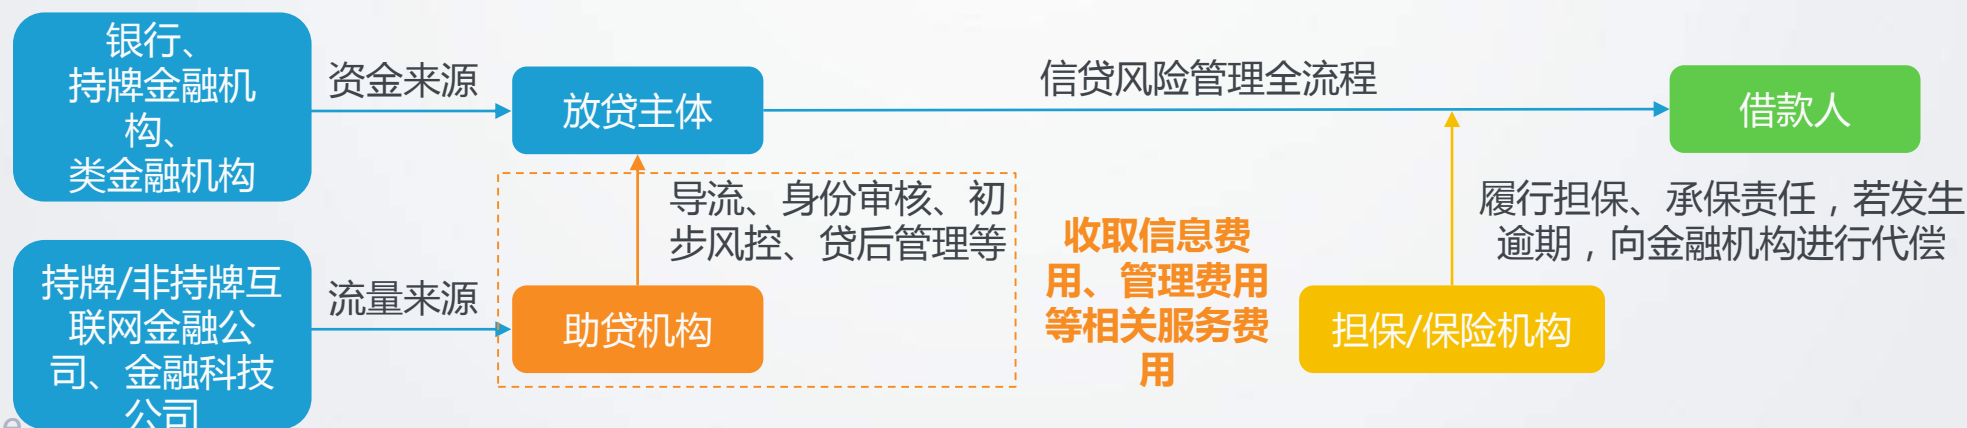 银行、
持牌金融机
构、
类金融机构
资金来源
放贷主体
信贷风险管理全流程
借款人
导流、身份审核、初
步风控、贷后管理等
履行担保、承保责任，若发生
逾期，向金融机构进行代偿
收取信息费
用、管理费用
等相关服务费
用
持牌/非持牌互
联网金融公
司、金融科技
公司
流量来源
助贷机构
担保/保险机构
e